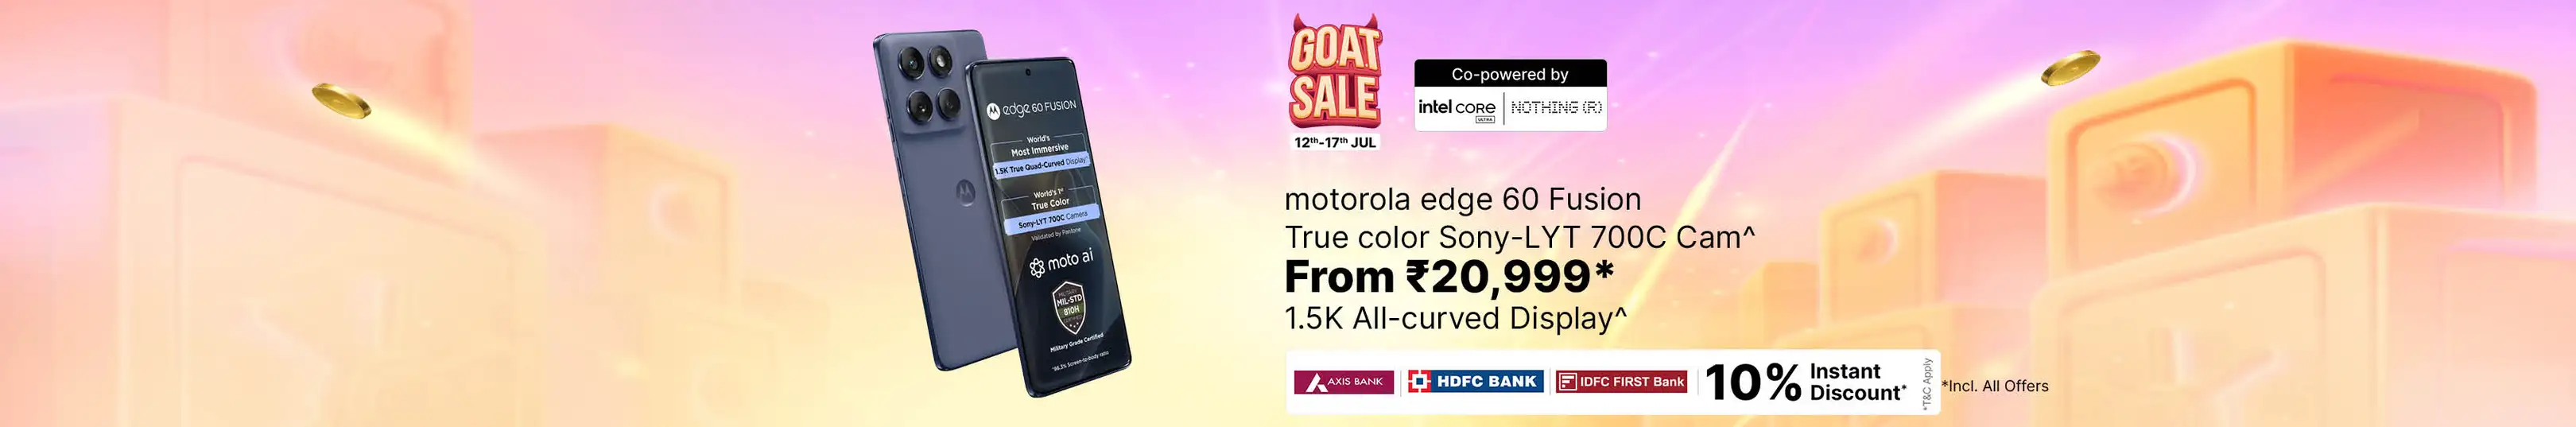 edge 60 FUSION
World's
Most Immersive
1.5K True Quad-Curved Display
World's 1st
True Color
Sony-LYT 700C Camera
Validated by Pantone
moto ai
MILITARY
MIL-STD
810H
CERTIFIED
Military Grade Certified
*96.3% Screen-to-body ratio
GOAT
SALE
12th-17th JUL
Co-powered by
intel CORE
ULTRA
NOTHING (R)
motorola edge 60 Fusion
True color Sony-LYT 700C Cam^
From ₹20,999*
1.5K All-curved Display^
AXIS BANK
HDFC BANK
IDFC FIRST Bank
10% Instant
Discount*
*T&C Apply
*Incl. All Offers